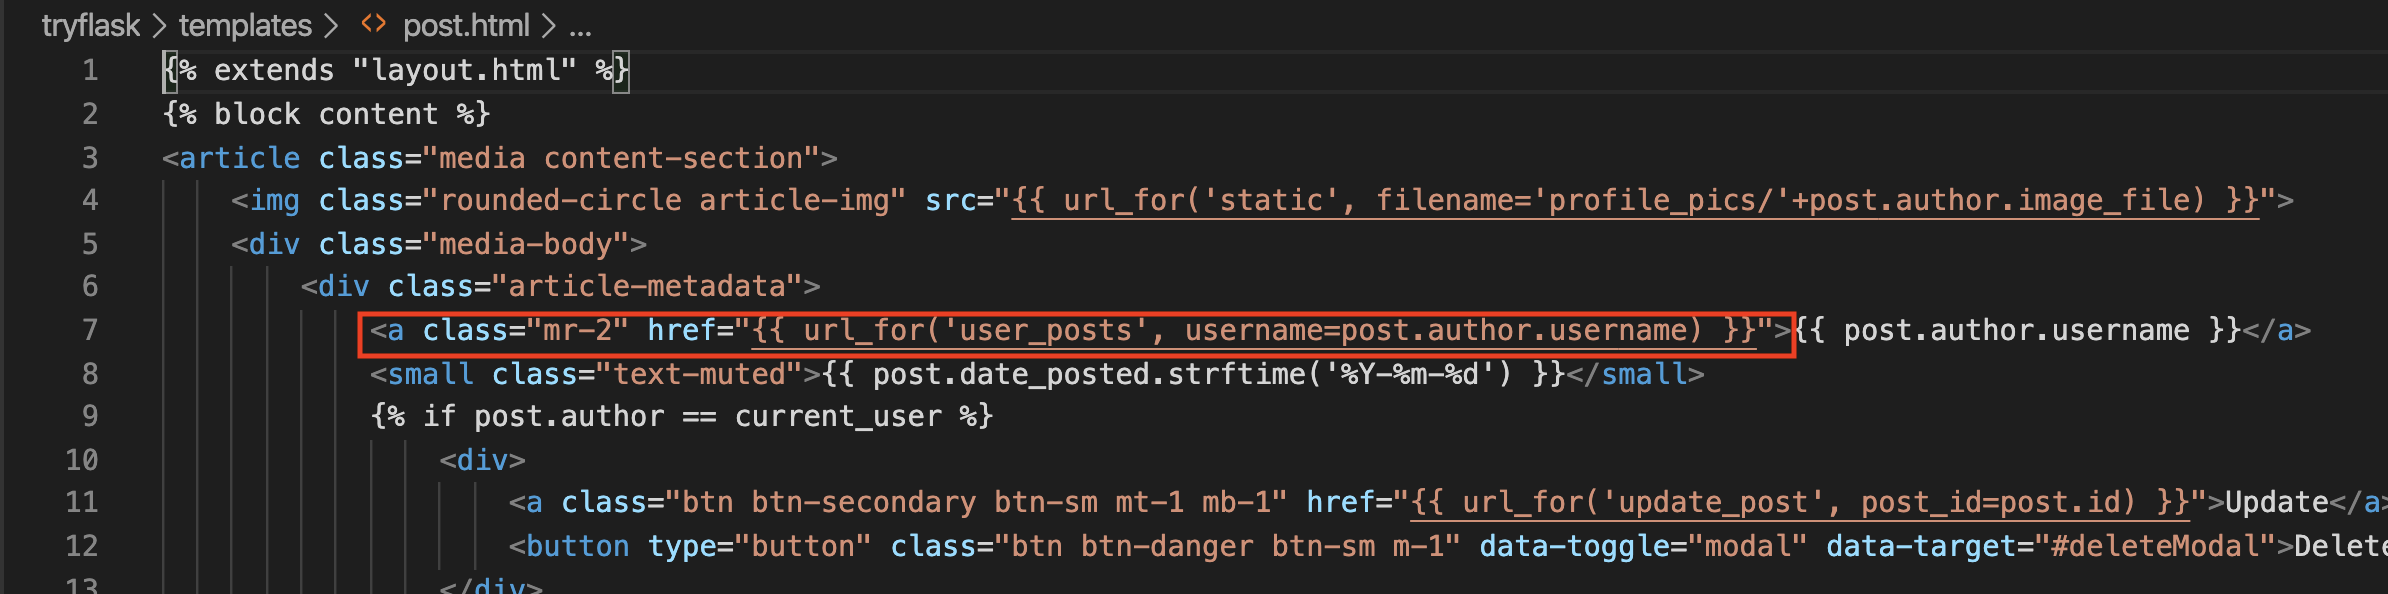 tryflask > templates > <> post.html > ...
1 {% extends "layout.html" %}
2 {% block content %}
3 <article class="media content-section">
4 <img class="rounded-circle article-img" src="{{ url_for('static', filename='profile_pics/'+post.author.image_file) }}">
5 <div class="media-body">
6 <div class="article-metadata">
7 <a class="mr-2" href="{{ url_for('user_posts', username=post.author.username) }}">{{ post.author.username }}</a>
8 <small class="text-muted">{{ post.date_posted.strftime('%Y-%m-%d') }}</small>
9 {% if post.author == current_user %}
10 <div>
11 <a class="btn btn-secondary btn-sm mt-1 mb-1" href="{{ url_for('update_post', post_id=post.id) }}">Update</a>
12 <button type="button" class="btn btn-danger btn-sm m-1" data-toggle="modal" data-target="#deleteModal">Delete
13 </div>